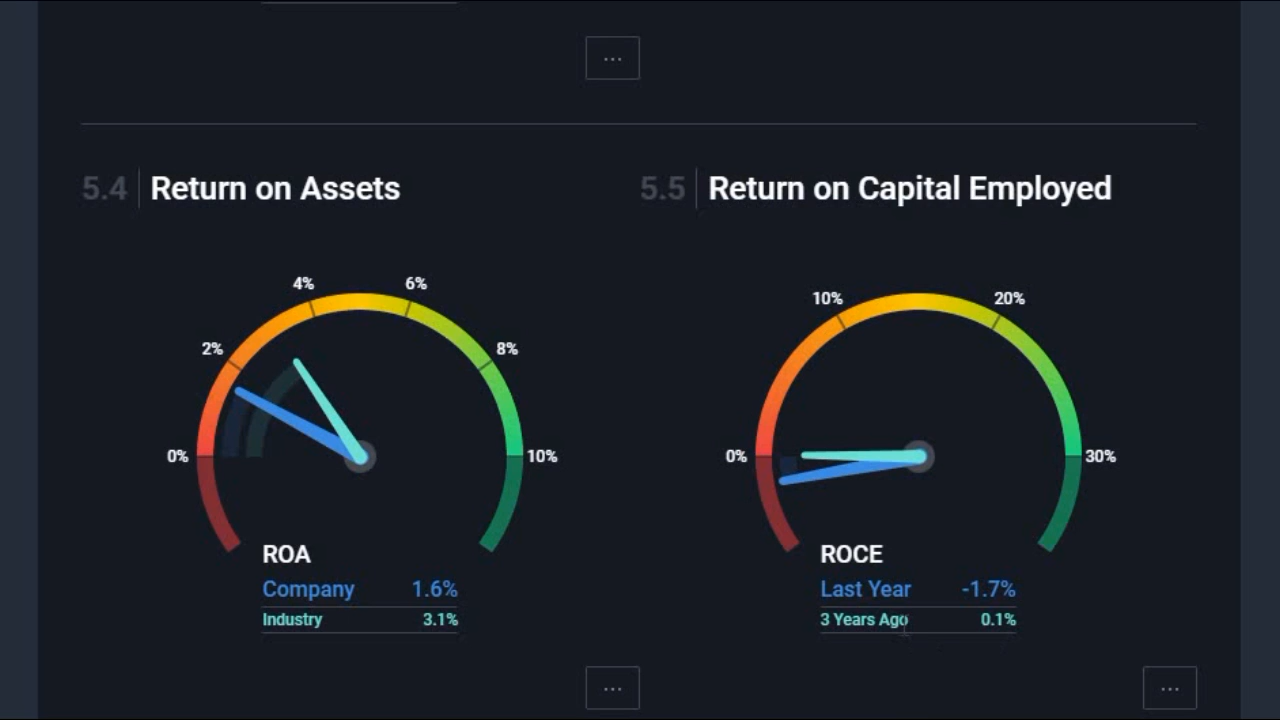 ...
5.4 Return on Assets
4% 6%
2% 8%
0% 10%
ROA
Company 1.6%
Industry 3.1%
...
5.5 Return on Capital Employed
10% 20%
0% 30%
ROCE
Last Year -1.7%
3 Years Ago 0.1%
...